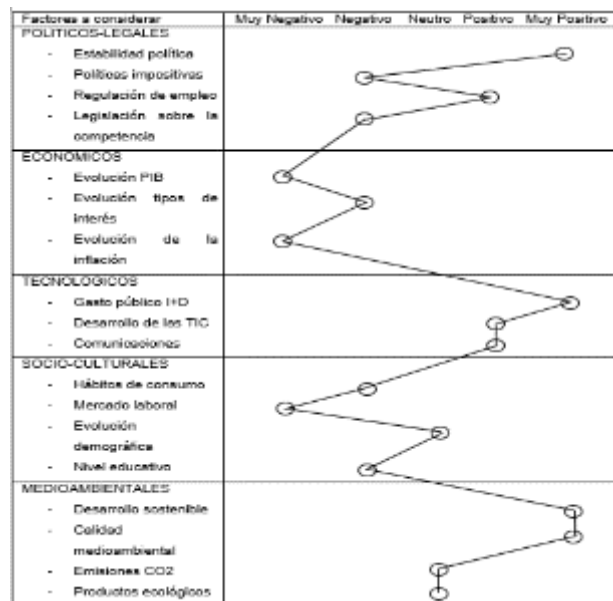 Factores a considerar Muy Negativo Negativo Neutro Positivo Muy Positivo
POLÍTICOS-LEGALES
- Estabilidad política
- Políticas impositivas
- Regulación de empleo
- Legislación sobre la
competencia
ECONÓMICOS
- Evolución PIB
- Evolución tipos de
interés
- Evolución de la
inflación
TECNOLÓGICOS
- Gasto público I+D
- Desarrollo de las TIC
- Comunicaciones
SOCIO-CULTURALES
- Hábitos de consumo
- Mercado laboral
- Evolución
demográfica
- Nivel educativo
MEDIOAMBIENTALES
- Desarrollo sostenible
- Calidad
medioambiental
- Emisiones CO2
- Productos ecológicos